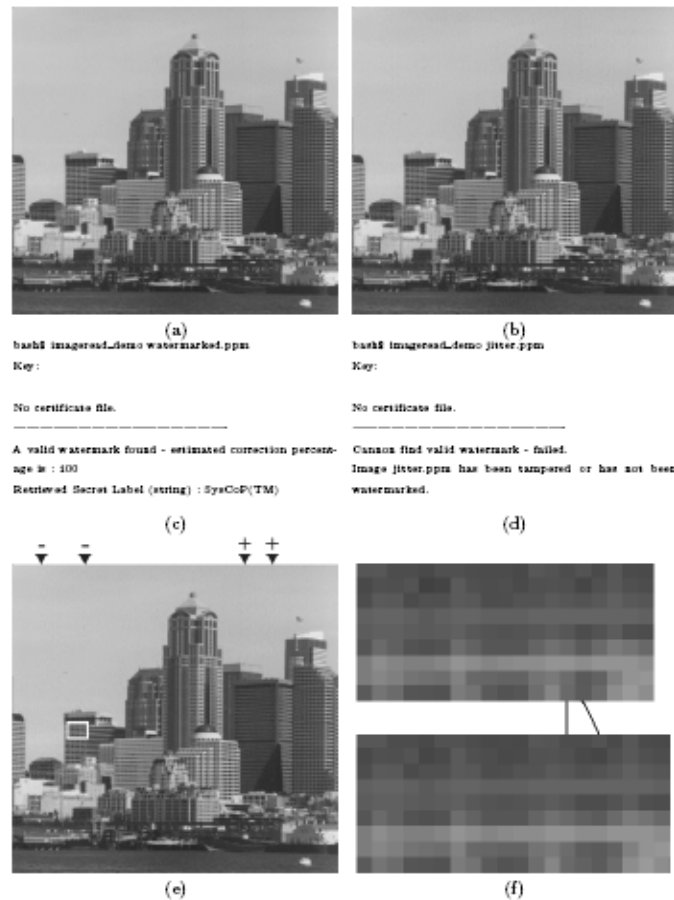 (a)
(b)
bash$ imageread_demo watermarked.ppm
Key:
No certificate file.
A valid watermark found - estimated correction percent-
age is : 100
Retrieved Secret Label (string) : SysCoP(TM)
(c)
bash$ imageread_demo jitter.ppm
Key:
No certificate file.
Cannon find valid watermark - failed.
Image jitter.ppm has been tampered or has not been
watermarked.
(d)
- - + +
(e)
(f)